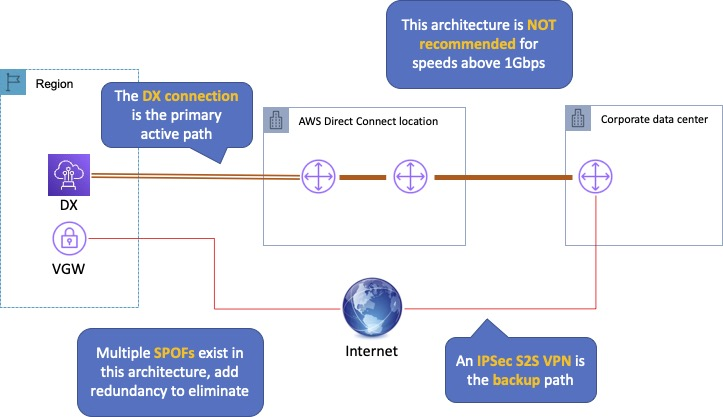 This architecture is NOT
recommended for
speeds above 1Gbps
Region
The DX connection
is the primary
active path
AWS Direct Connect location
Corporate data center
DX
VGW
Internet
Multiple SPOFs exist in
this architecture, add
redundancy to eliminate
An IPSec S2S VPN is
the backup path